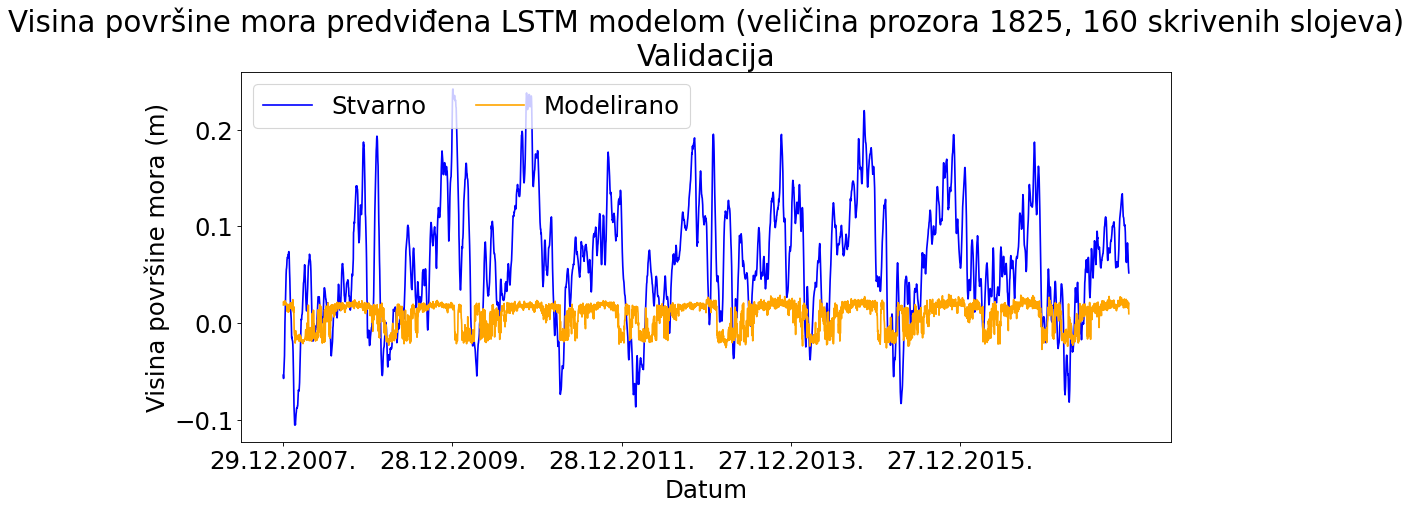 Visina površine mora predviđena LSTM modelom (veličina prozora 1825, 160 skrivenih slojeva)
Validacija
Stvarno
Modelirano
Visina površine mora (m)
0.2
0.1
0.0
−0.1
29.12.2007.
28.12.2009.
28.12.2011.
27.12.2013.
27.12.2015.
Datum